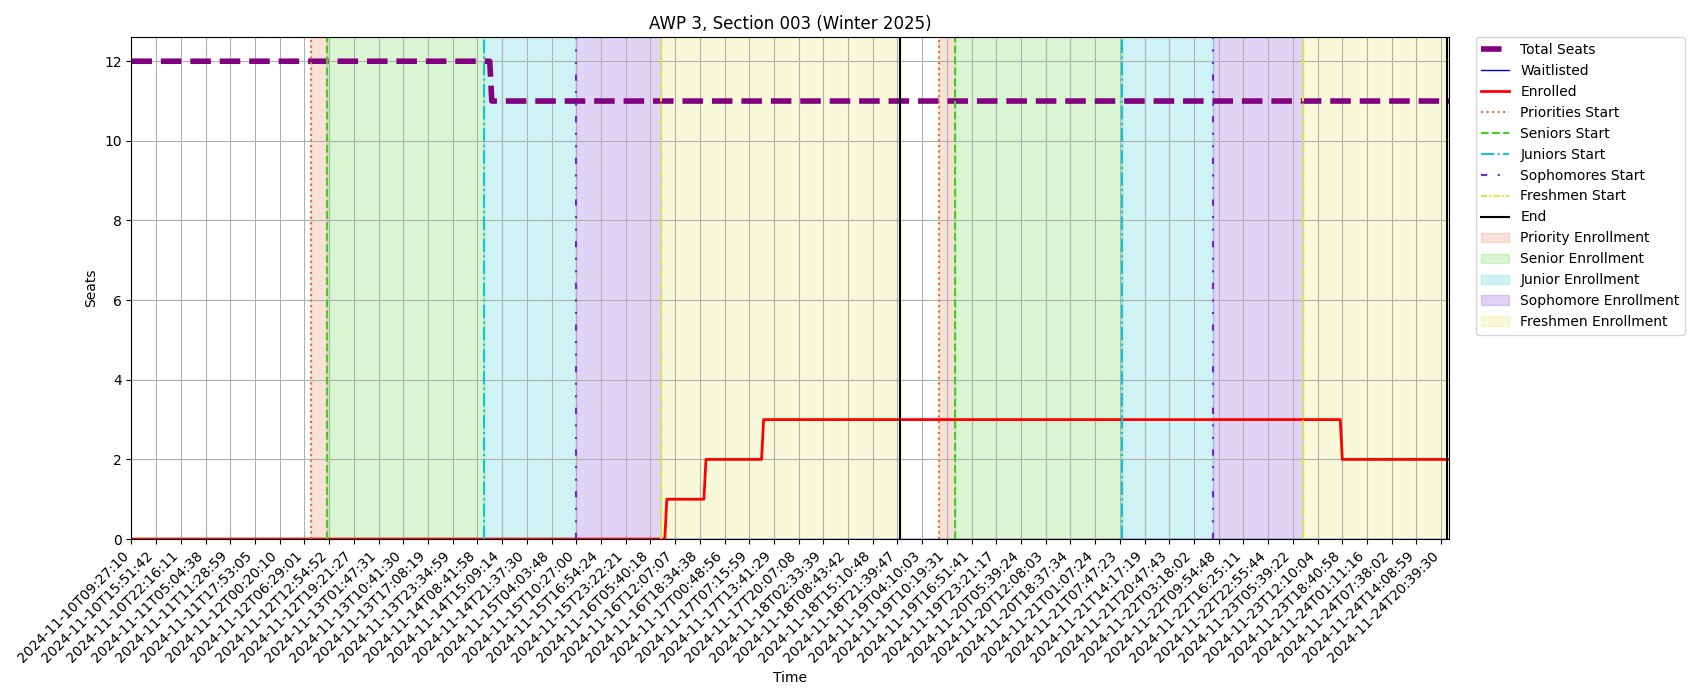 AWP 3, Section 003 (Winter 2025)
12
10
8
6
4
2
0
Seats
Total Seats
Waitlisted
Enrolled
Priorities Start
Seniors Start
Juniors Start
Sophomores Start
Freshmen Start
End
Priority Enrollment
Senior Enrollment
Junior Enrollment
Sophomore Enrollment
Freshmen Enrollment
2024-11-10T09:27:10
2024-11-10T15:51:42
2024-11-10T22:16:11
2024-11-11T05:04:38
2024-11-11T11:28:59
2024-11-11T17:53:05
2024-11-12T00:20:10
2024-11-12T06:29:01
2024-11-12T12:54:52
2024-11-12T19:21:27
2024-11-13T01:47:31
2024-11-13T10:41:30
2024-11-13T17:08:19
2024-11-13T23:34:59
2024-11-14T08:41:58
2024-11-14T15:09:14
2024-11-14T21:37:30
2024-11-15T04:03:48
2024-11-15T10:27:00
2024-11-15T16:54:24
2024-11-15T23:22:21
2024-11-16T05:40:18
2024-11-16T12:07:07
2024-11-16T18:34:38
2024-11-17T00:48:56
2024-11-17T07:15:59
2024-11-17T13:41:29
2024-11-17T20:07:08
2024-11-18T02:33:39
2024-11-18T08:43:42
2024-11-18T15:10:48
2024-11-18T21:39:47
2024-11-19T04:10:03
2024-11-19T10:19:31
2024-11-19T16:51:41
2024-11-19T23:21:17
2024-11-20T05:39:24
2024-11-20T12:08:03
2024-11-20T18:37:34
2024-11-21T01:07:24
2024-11-21T07:47:23
2024-11-21T14:17:19
2024-11-21T20:47:43
2024-11-22T03:18:02
2024-11-22T09:54:48
2024-11-22T16:25:11
2024-11-22T22:55:44
2024-11-23T05:39:22
2024-11-23T12:10:04
2024-11-23T18:40:58
2024-11-24T01:11:16
2024-11-24T07:38:02
2024-11-24T14:08:59
2024-11-24T20:39:30
Time